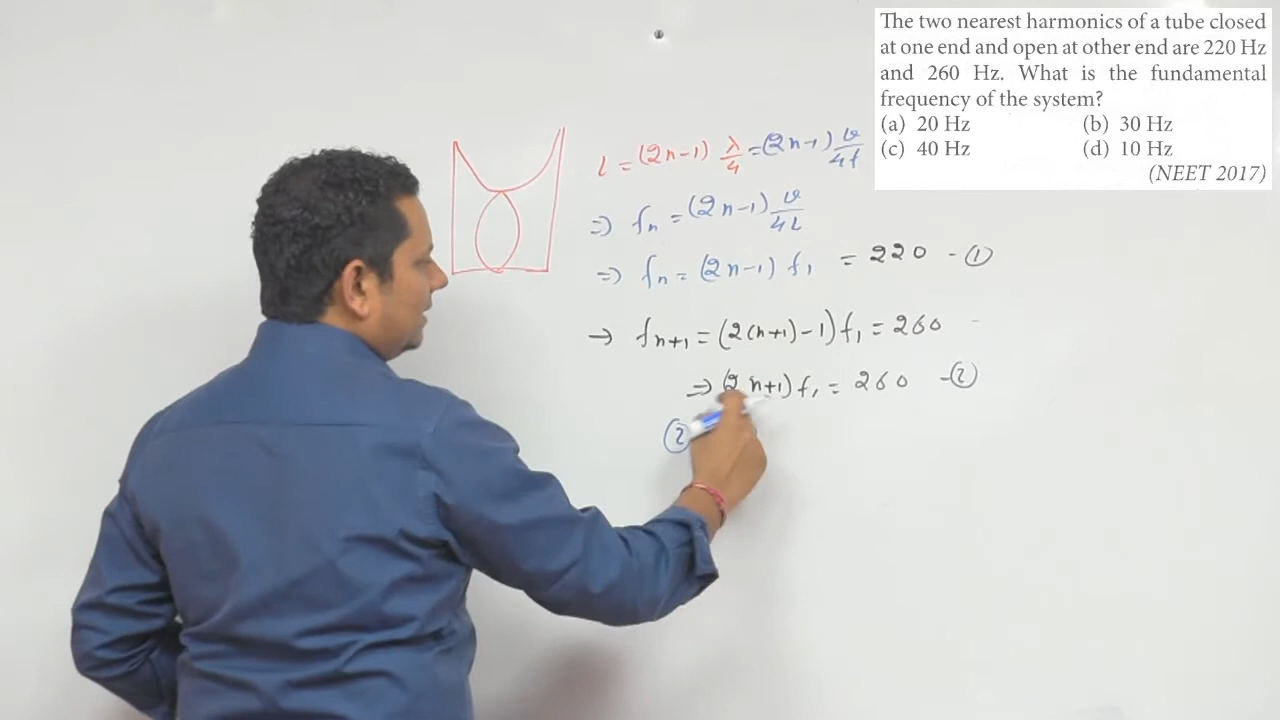 The two nearest harmonics of a tube closed
at one end and open at other end are 220 Hz
and 260 Hz. What is the fundamental
frequency of the system?
(a) 20 Hz (b) 30 Hz
(c) 40 Hz (d) 10 Hz
(NEET 2017)
l = (2n-1) λ/4 = (2n-1) v/4f
⇒ fn = (2n-1) v/4L
⇒ fn = (2n-1) f1 = 220 - ①
→ fn+1 = (2(n+1)-1) f1 = 260 -
⇒ (2n+1) f1 = 260 - ②
②